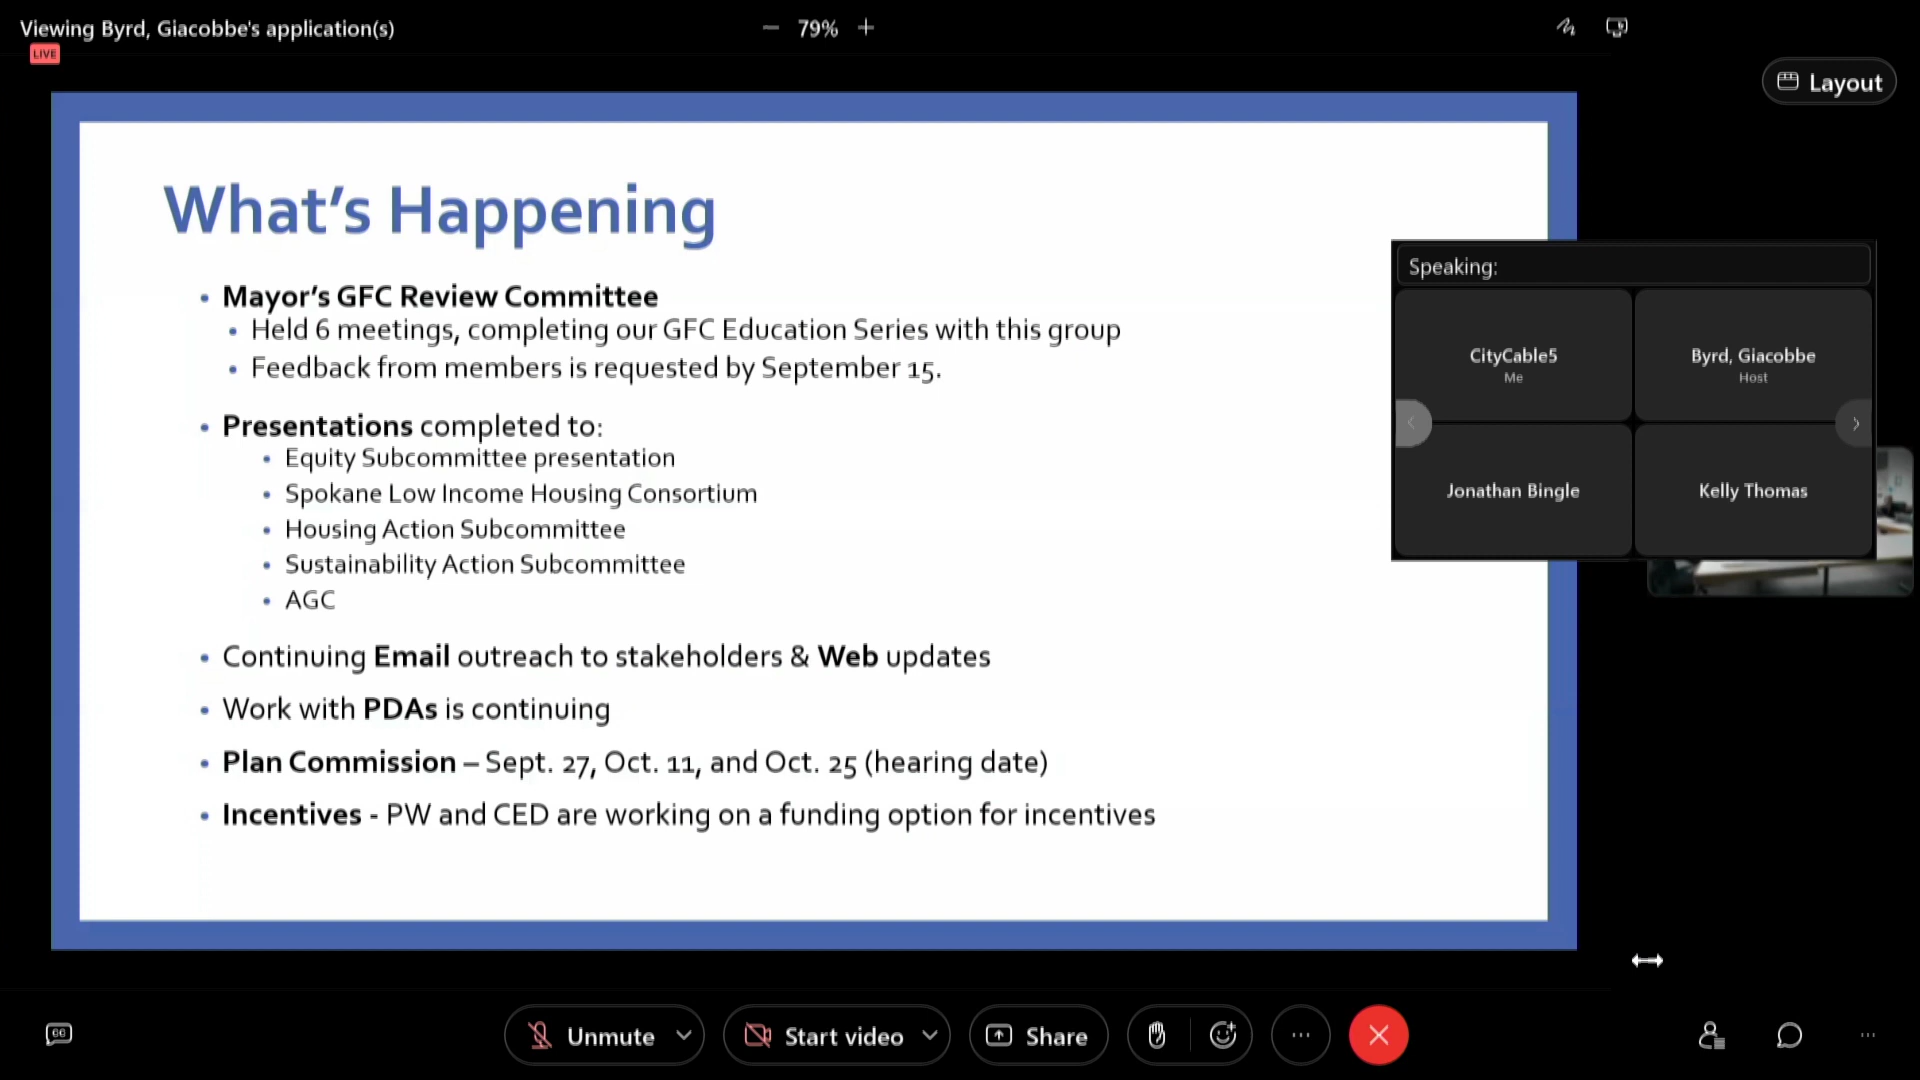 Viewing Byrd, Giacobbe's application(s)
79%
LIVE
Layout
What's Happening
Mayor's GFC Review Committee
Held 6 meetings, completing our GFC Education Series with this group
Feedback from members is requested by September 15.
Presentations completed to:
Equity Subcommittee presentation
Spokane Low Income Housing Consortium
Housing Action Subcommittee
Sustainability Action Subcommittee
AGC
Continuing Email outreach to stakeholders & Web updates
Work with PDAs is continuing
Plan Commission – Sept. 27, Oct. 11, and Oct. 25 (hearing date)
Incentives - PW and CED are working on a funding option for incentives
Speaking:
CityCable5
Me
Byrd, Giacobbe
Host
Jonathan Bingle
Kelly Thomas
Unmute
Start video
Share